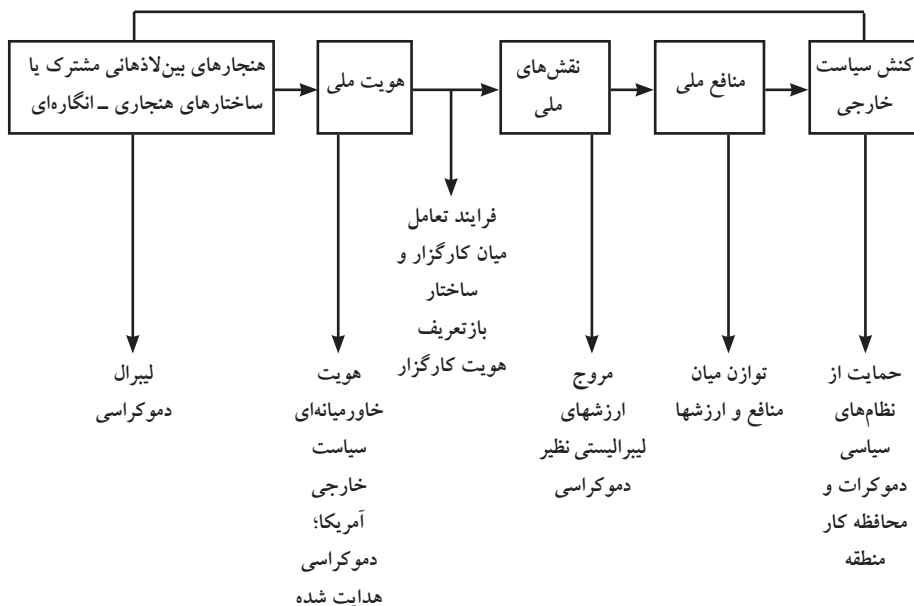 هنجارهای بین‌لاذهانی مشترک یا
ساختارهای هنجاری ــ انگاره‌ای
هویت ملی
نقش‌های
ملی
منافع ملی
کنش سیاست
خارجی
فرایند تعامل
میان کارگزار و
ساختار
بازتعریف
هویت کارگزار
لیبرال
دموکراسی
هویت
خاورمیانه‌ای
سیاست
خارجی
آمریکا؛
دموکراسی
هدایت شده
مروج
ارزشهای
لیبرالیستی نظیر
دموکراسی
توازن میان
منافع و ارزشها
حمایت از
نظام‌های
سیاسی
دموکرات و
محافظه کار
منطقه